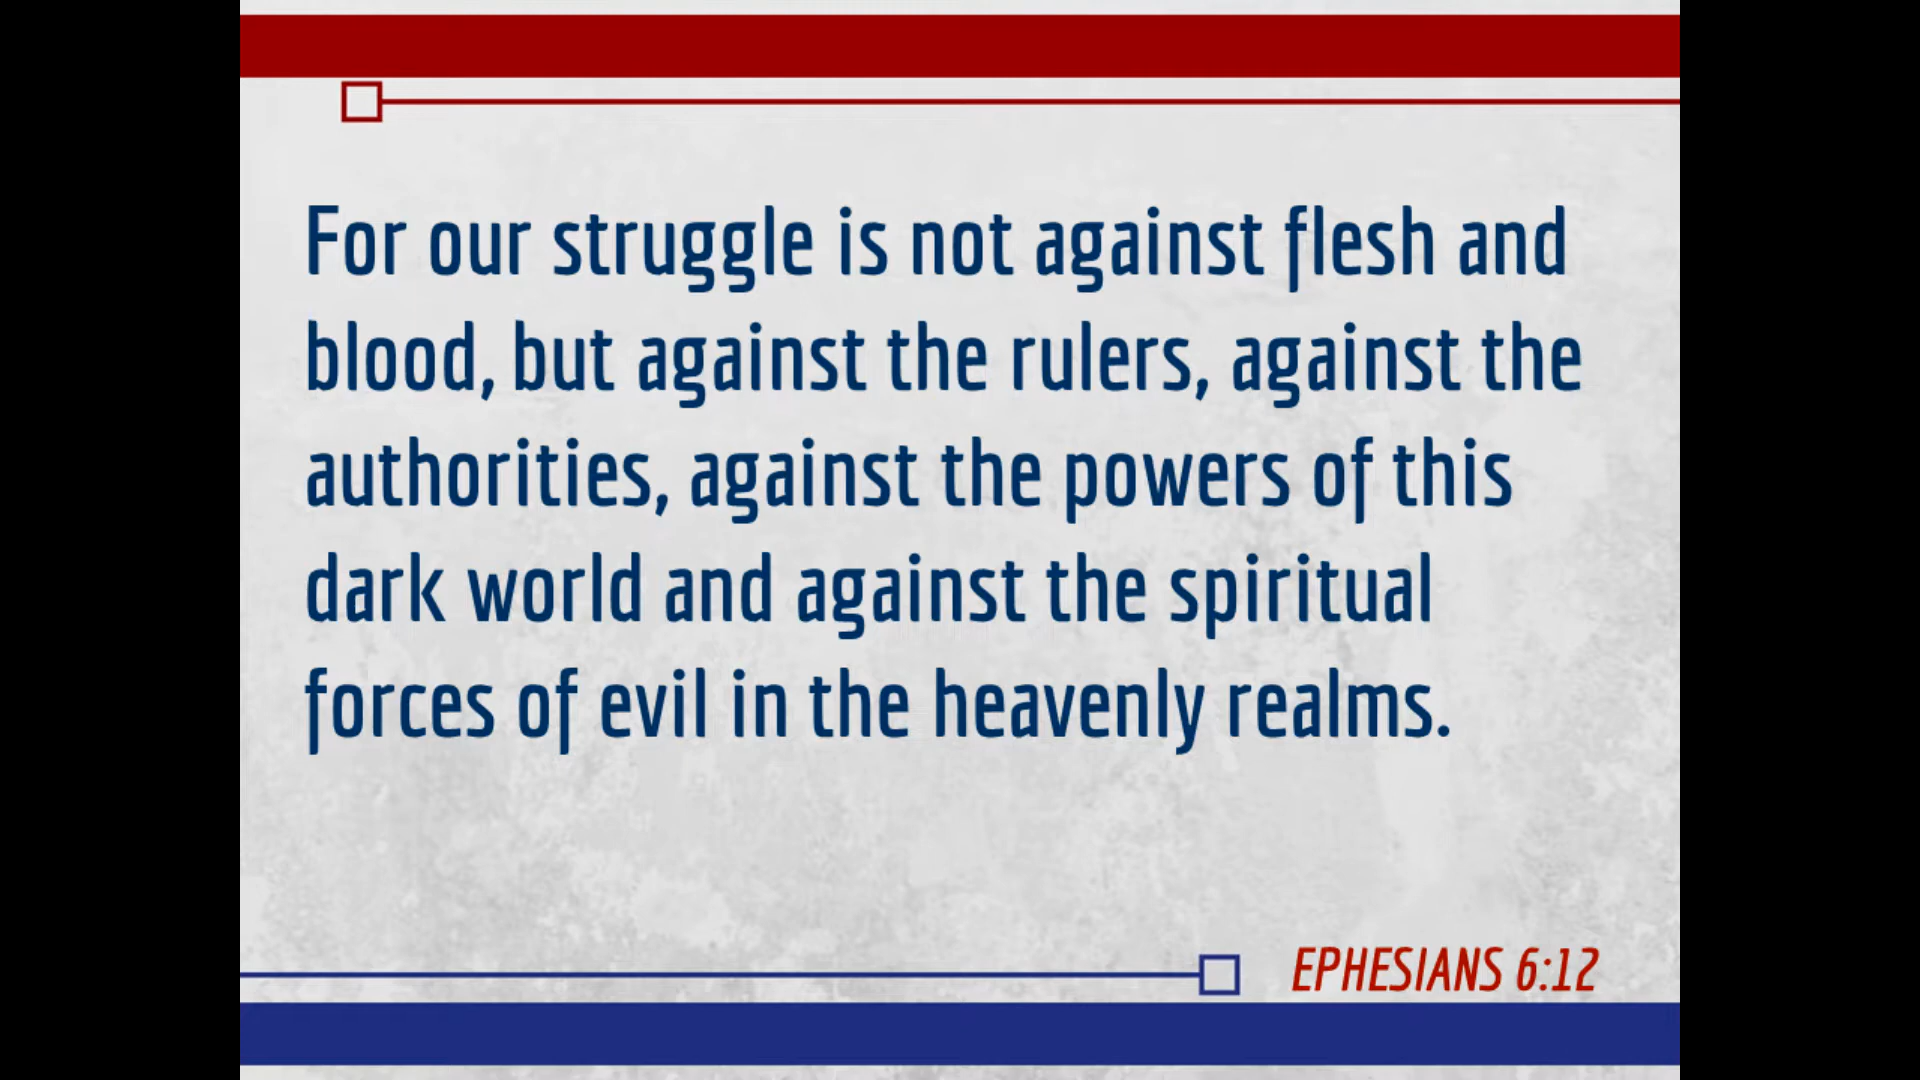 For our struggle is not against flesh and
blood, but against the rulers, against the
authorities, against the powers of this
dark world and against the spiritual
forces of evil in the heavenly realms.
EPHESIANS 6:12